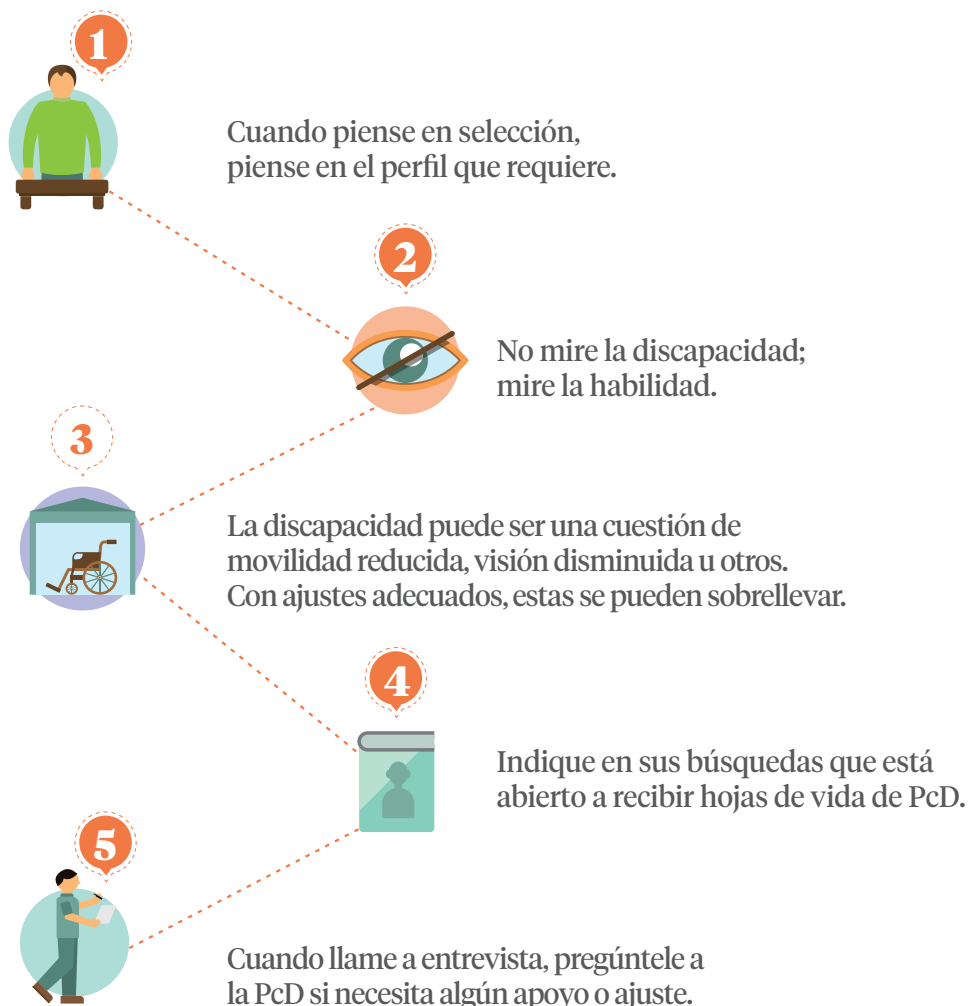 1
Cuando piense en selección,
piense en el perfil que requiere.
2
No mire la discapacidad;
mire la habilidad.
3
La discapacidad puede ser una cuestión de
movilidad reducida, visión disminuida u otros.
Con ajustes adecuados, estas se pueden sobrellevar.
4
Indique en sus búsquedas que está
abierto a recibir hojas de vida de PcD.
5
Cuando llame a entrevista, pregúntele a
la PcD si necesita algún apoyo o ajuste.